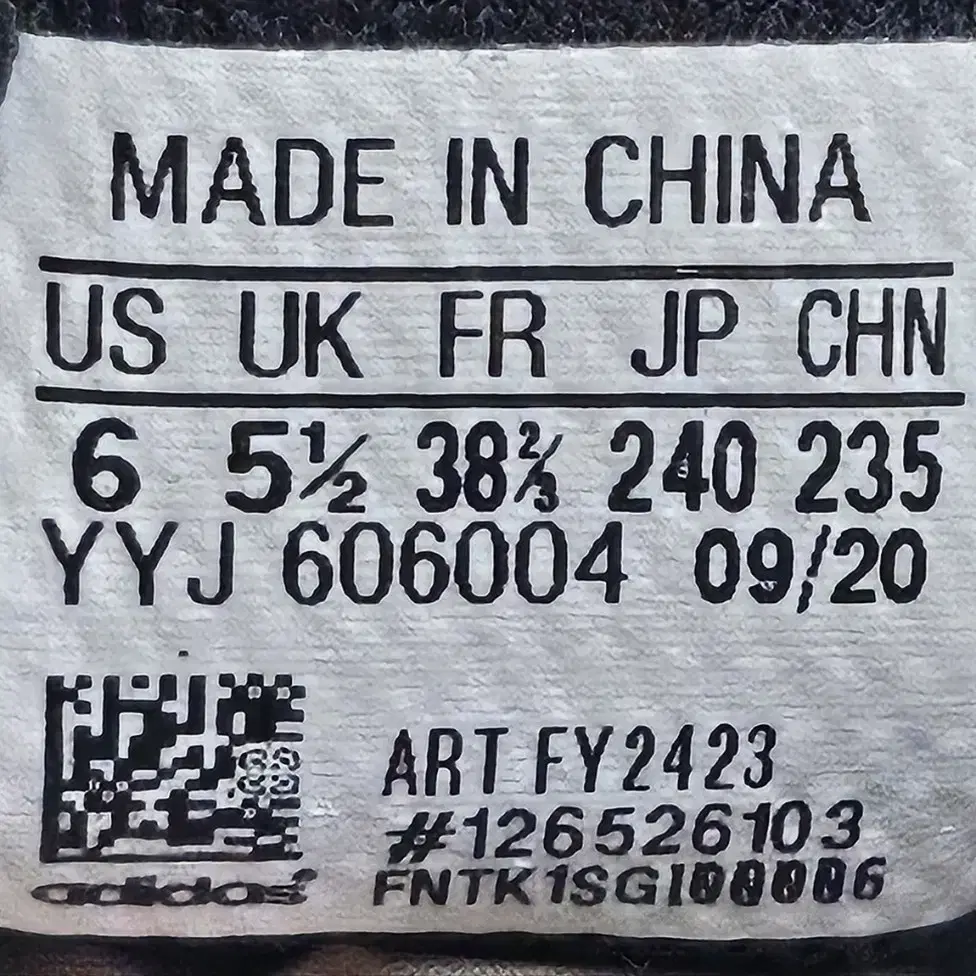 MADE IN CHINA
US UK FR JP CHN
6 5½ 38⅔ 240 235
YYJ 606004 09/20
ART FY2423
#126526103
adidas